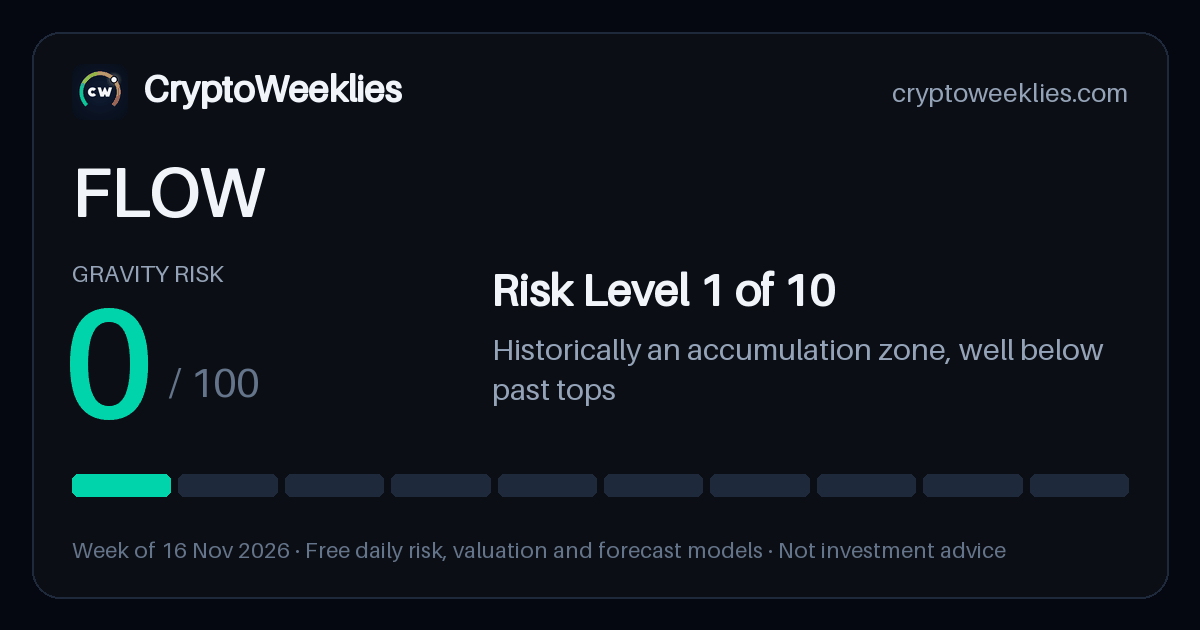 CW
CryptoWeeklies
cryptoweeklies.com
FLOW
GRAVITY RISK
0 / 100
Risk Level 1 of 10
Historically an accumulation zone, well below
past tops
Week of 16 Nov 2026 · Free daily risk, valuation and forecast models · Not investment advice